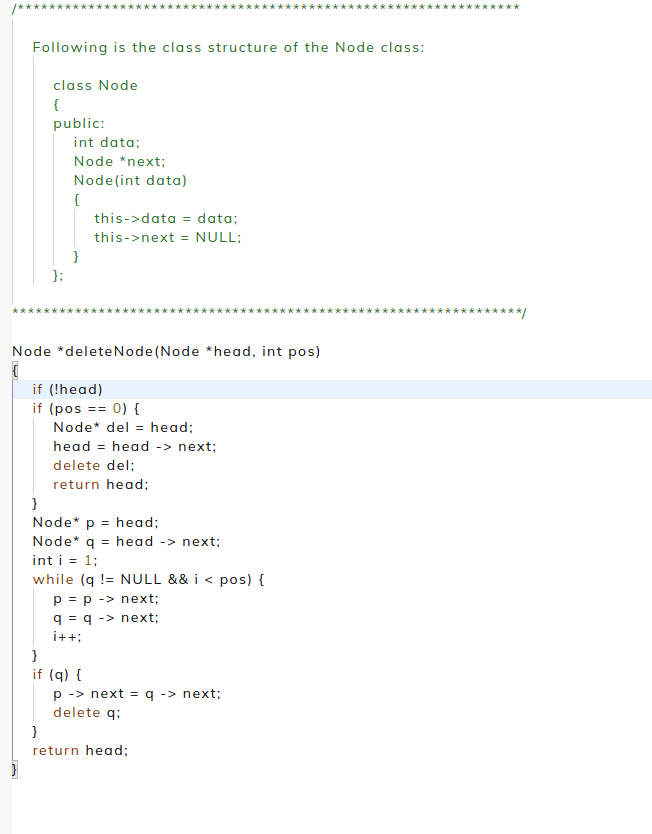 /****************************************************************
Following is the class structure of the Node class:
class Node
{
public:
int data;
Node *next;
Node(int data)
{
this->data = data;
this->next = NULL;
}
};
*****************************************************************/
Node *deleteNode(Node *head, int pos)
{
if (!head)
if (pos == 0) {
Node* del = head;
head = head -> next;
delete del;
return head;
}
Node* p = head;
Node* q = head -> next;
int i = 1;
while (q != NULL && i < pos) {
p = p -> next;
q = q -> next;
i++;
}
if (q) {
p -> next = q -> next;
delete q;
}
return head;
}